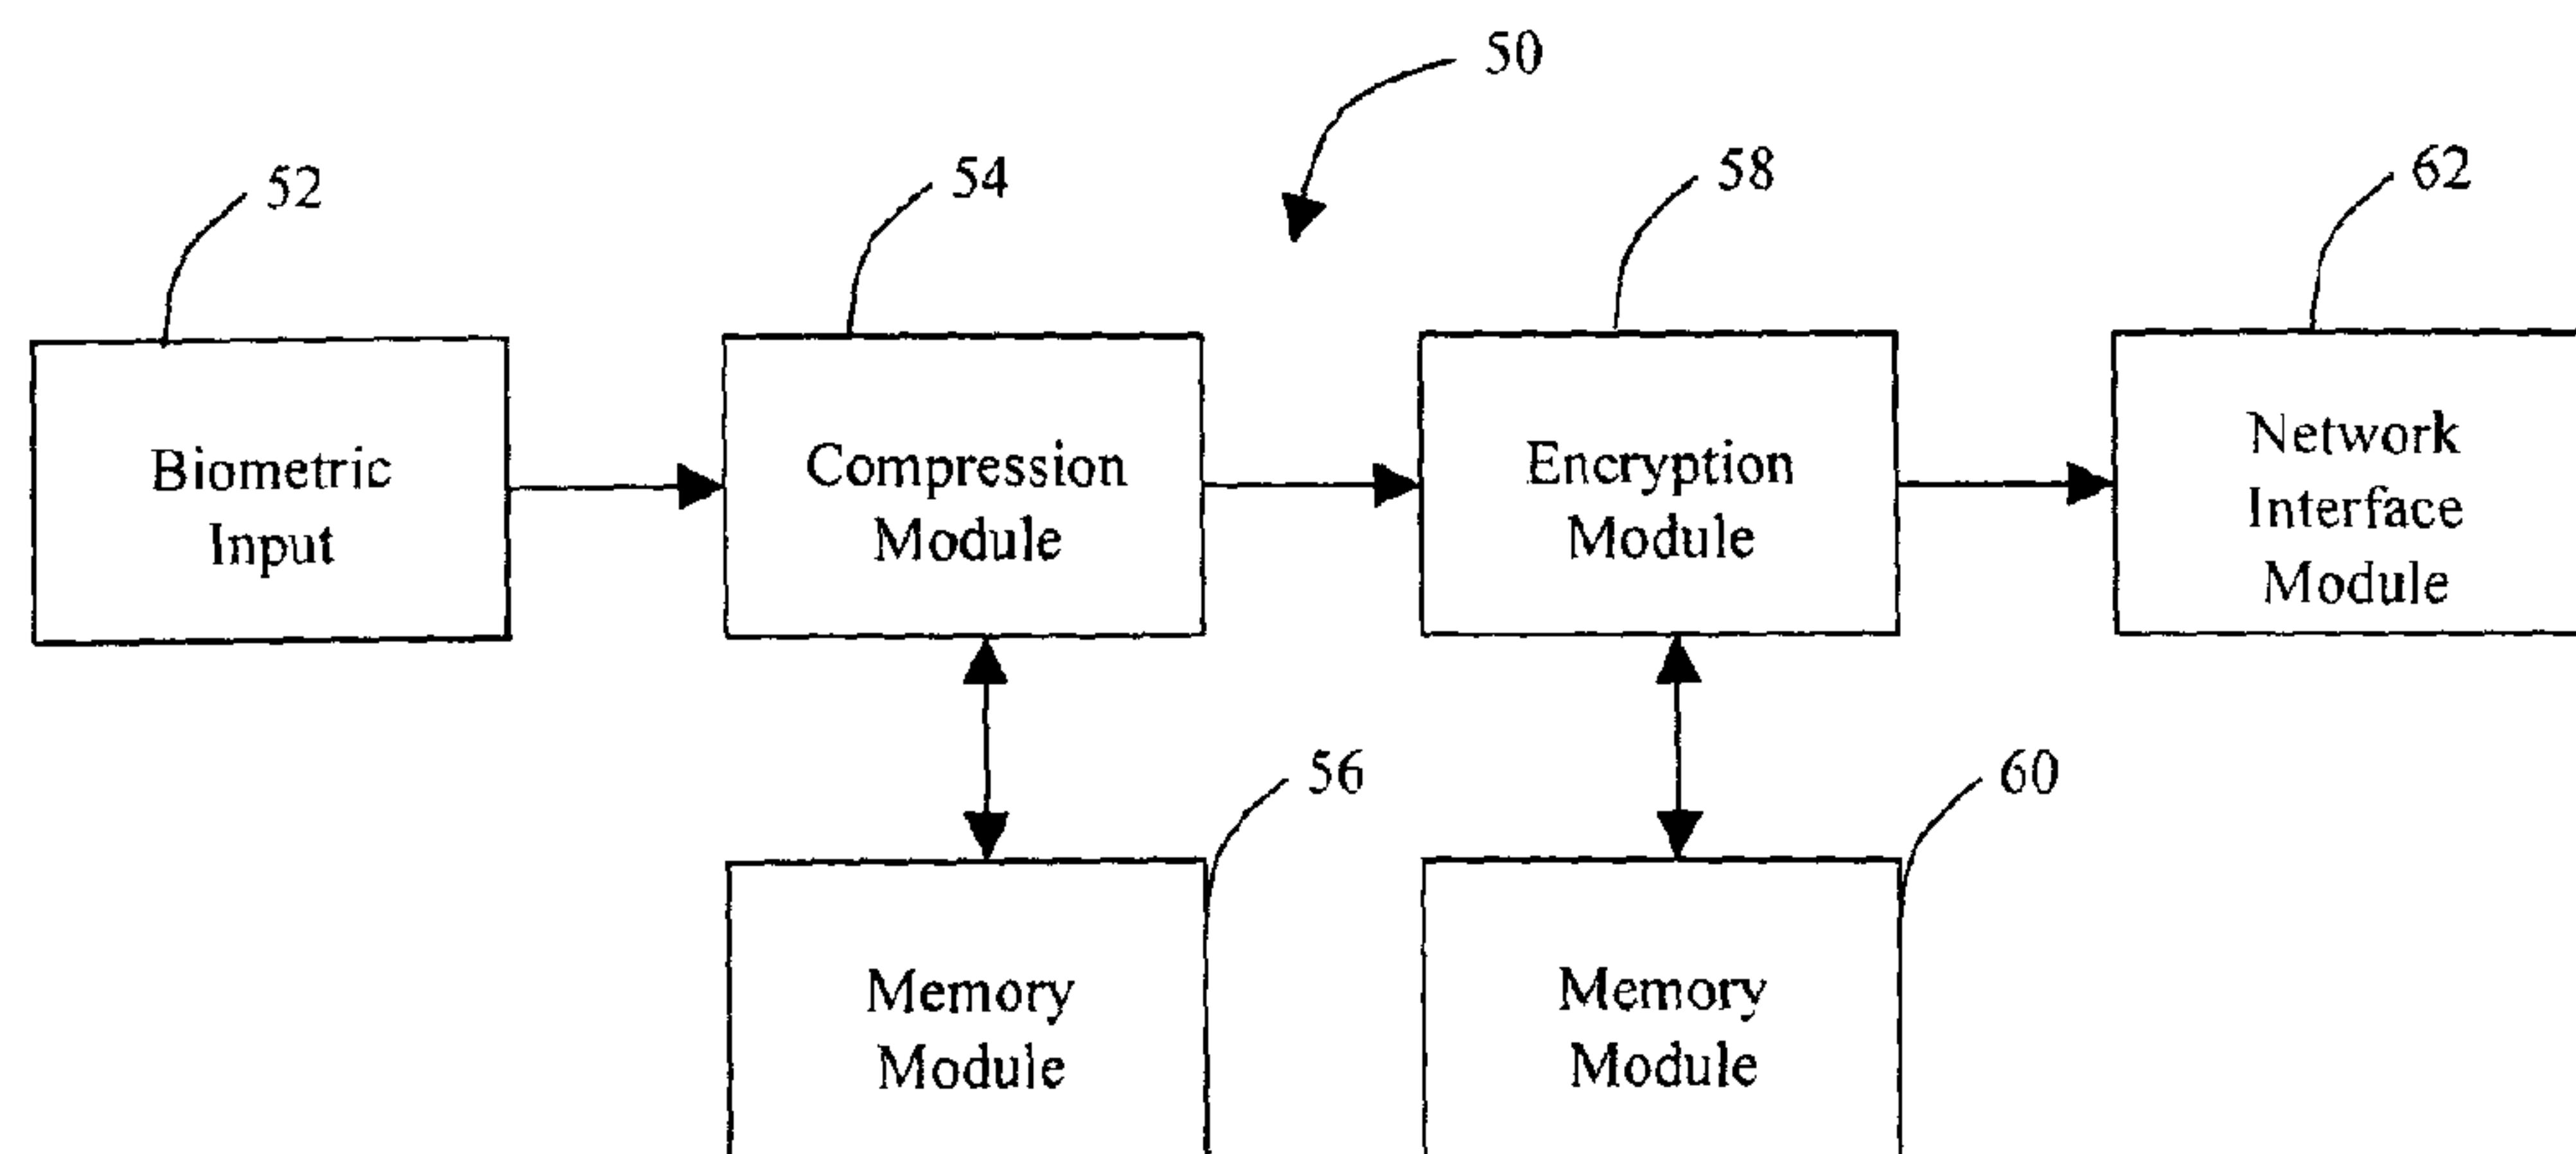 50
52
54
58
62
Biometric
Input
Compression
Module
Encryption
Module
Network
Interface
Module
56
60
Memory
Module
Memory
Module